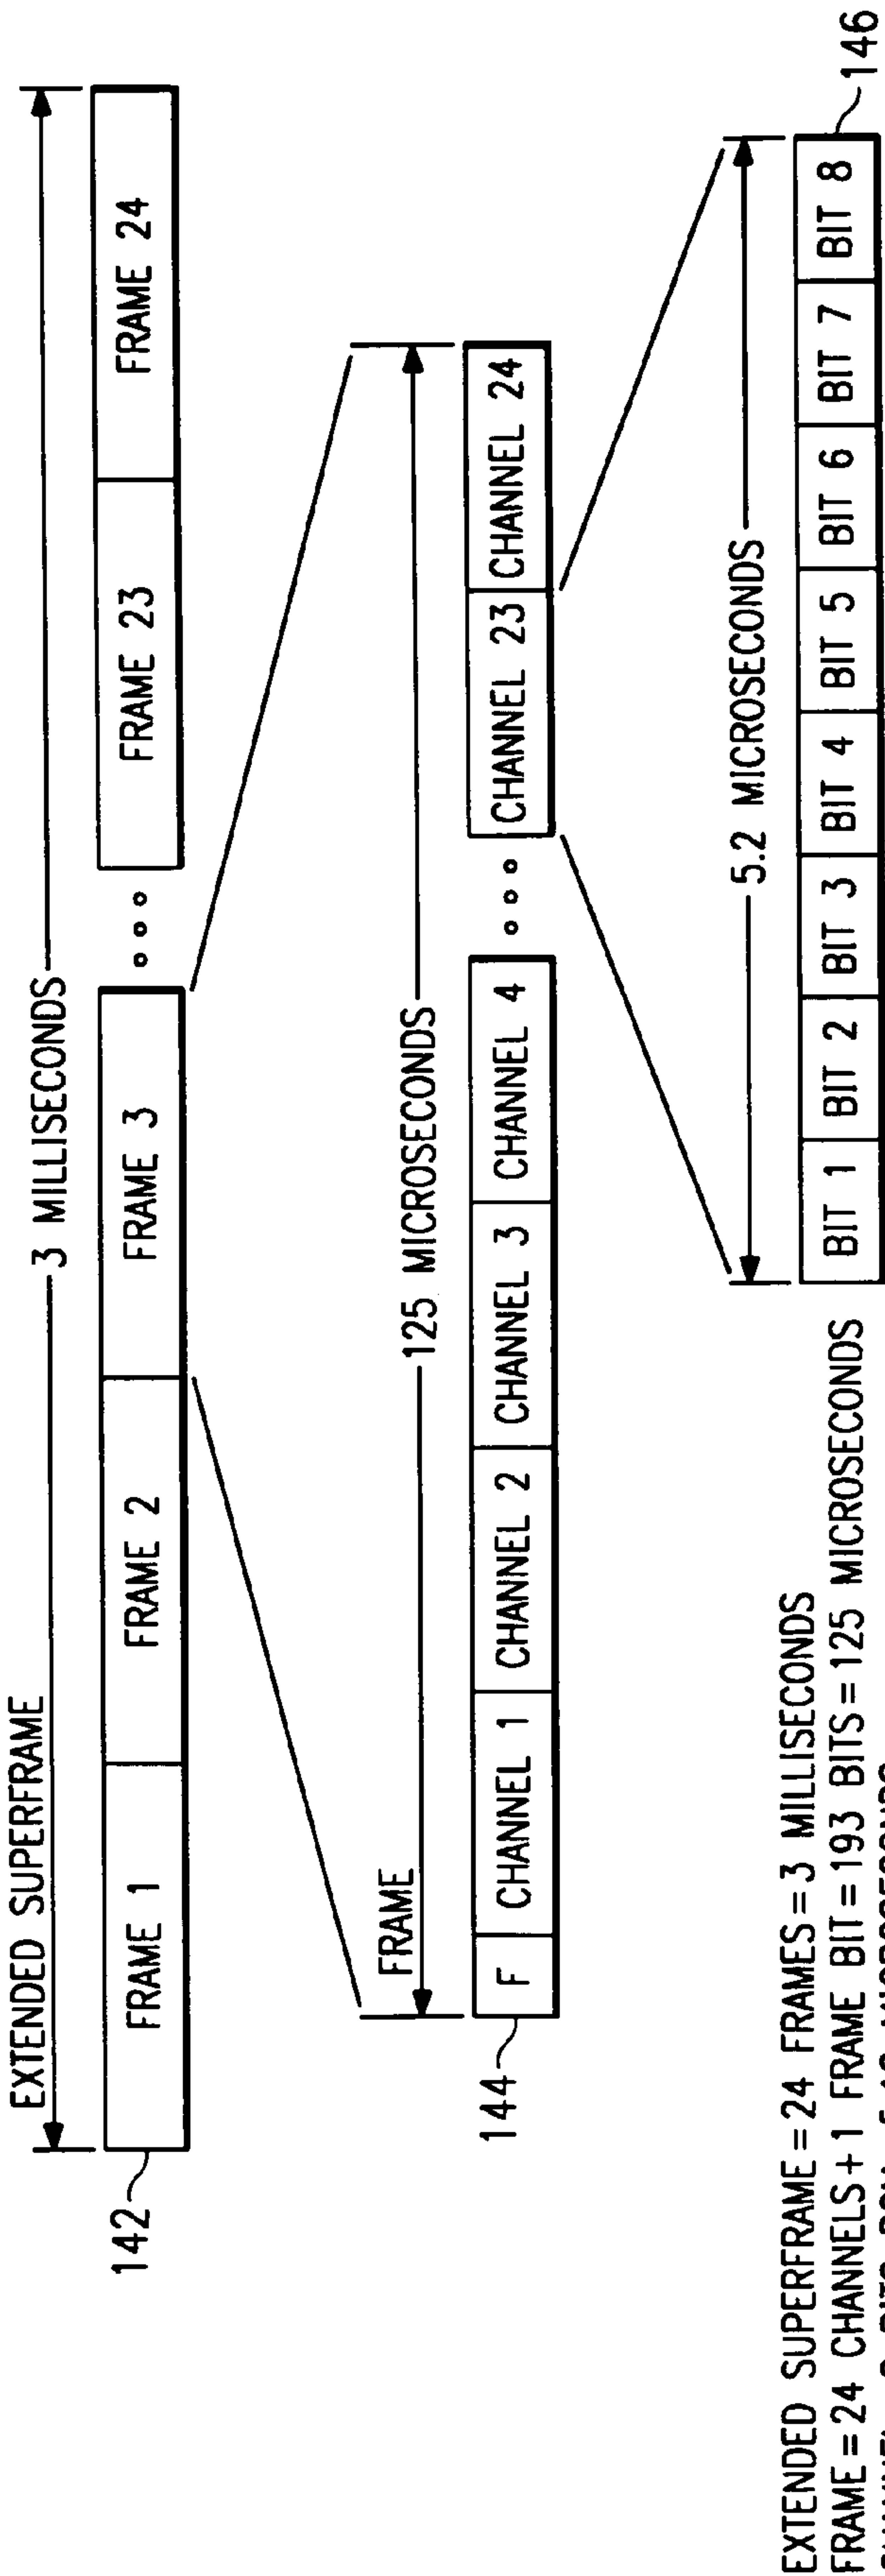 EXTENDED SUPERFRAME
3 MILLISECONDS
142
FRAME 1 FRAME 2 FRAME 3 ... FRAME 23 FRAME 24
FRAME
125 MICROSECONDS
144
F CHANNEL 1 CHANNEL 2 CHANNEL 3 CHANNEL 4 ... CHANNEL 23 CHANNEL 24
5.2 MICROSECONDS
BIT 1 BIT 2 BIT 3 BIT 4 BIT 5 BIT 6 BIT 7 BIT 8
146
EXTENDED SUPERFRAME = 24 FRAMES = 3 MILLISECONDS
FRAME = 24 CHANNELS + 1 FRAME BIT = 193 BITS = 125 MICROSECONDS
CHANNEL BITS MICROSECONDS